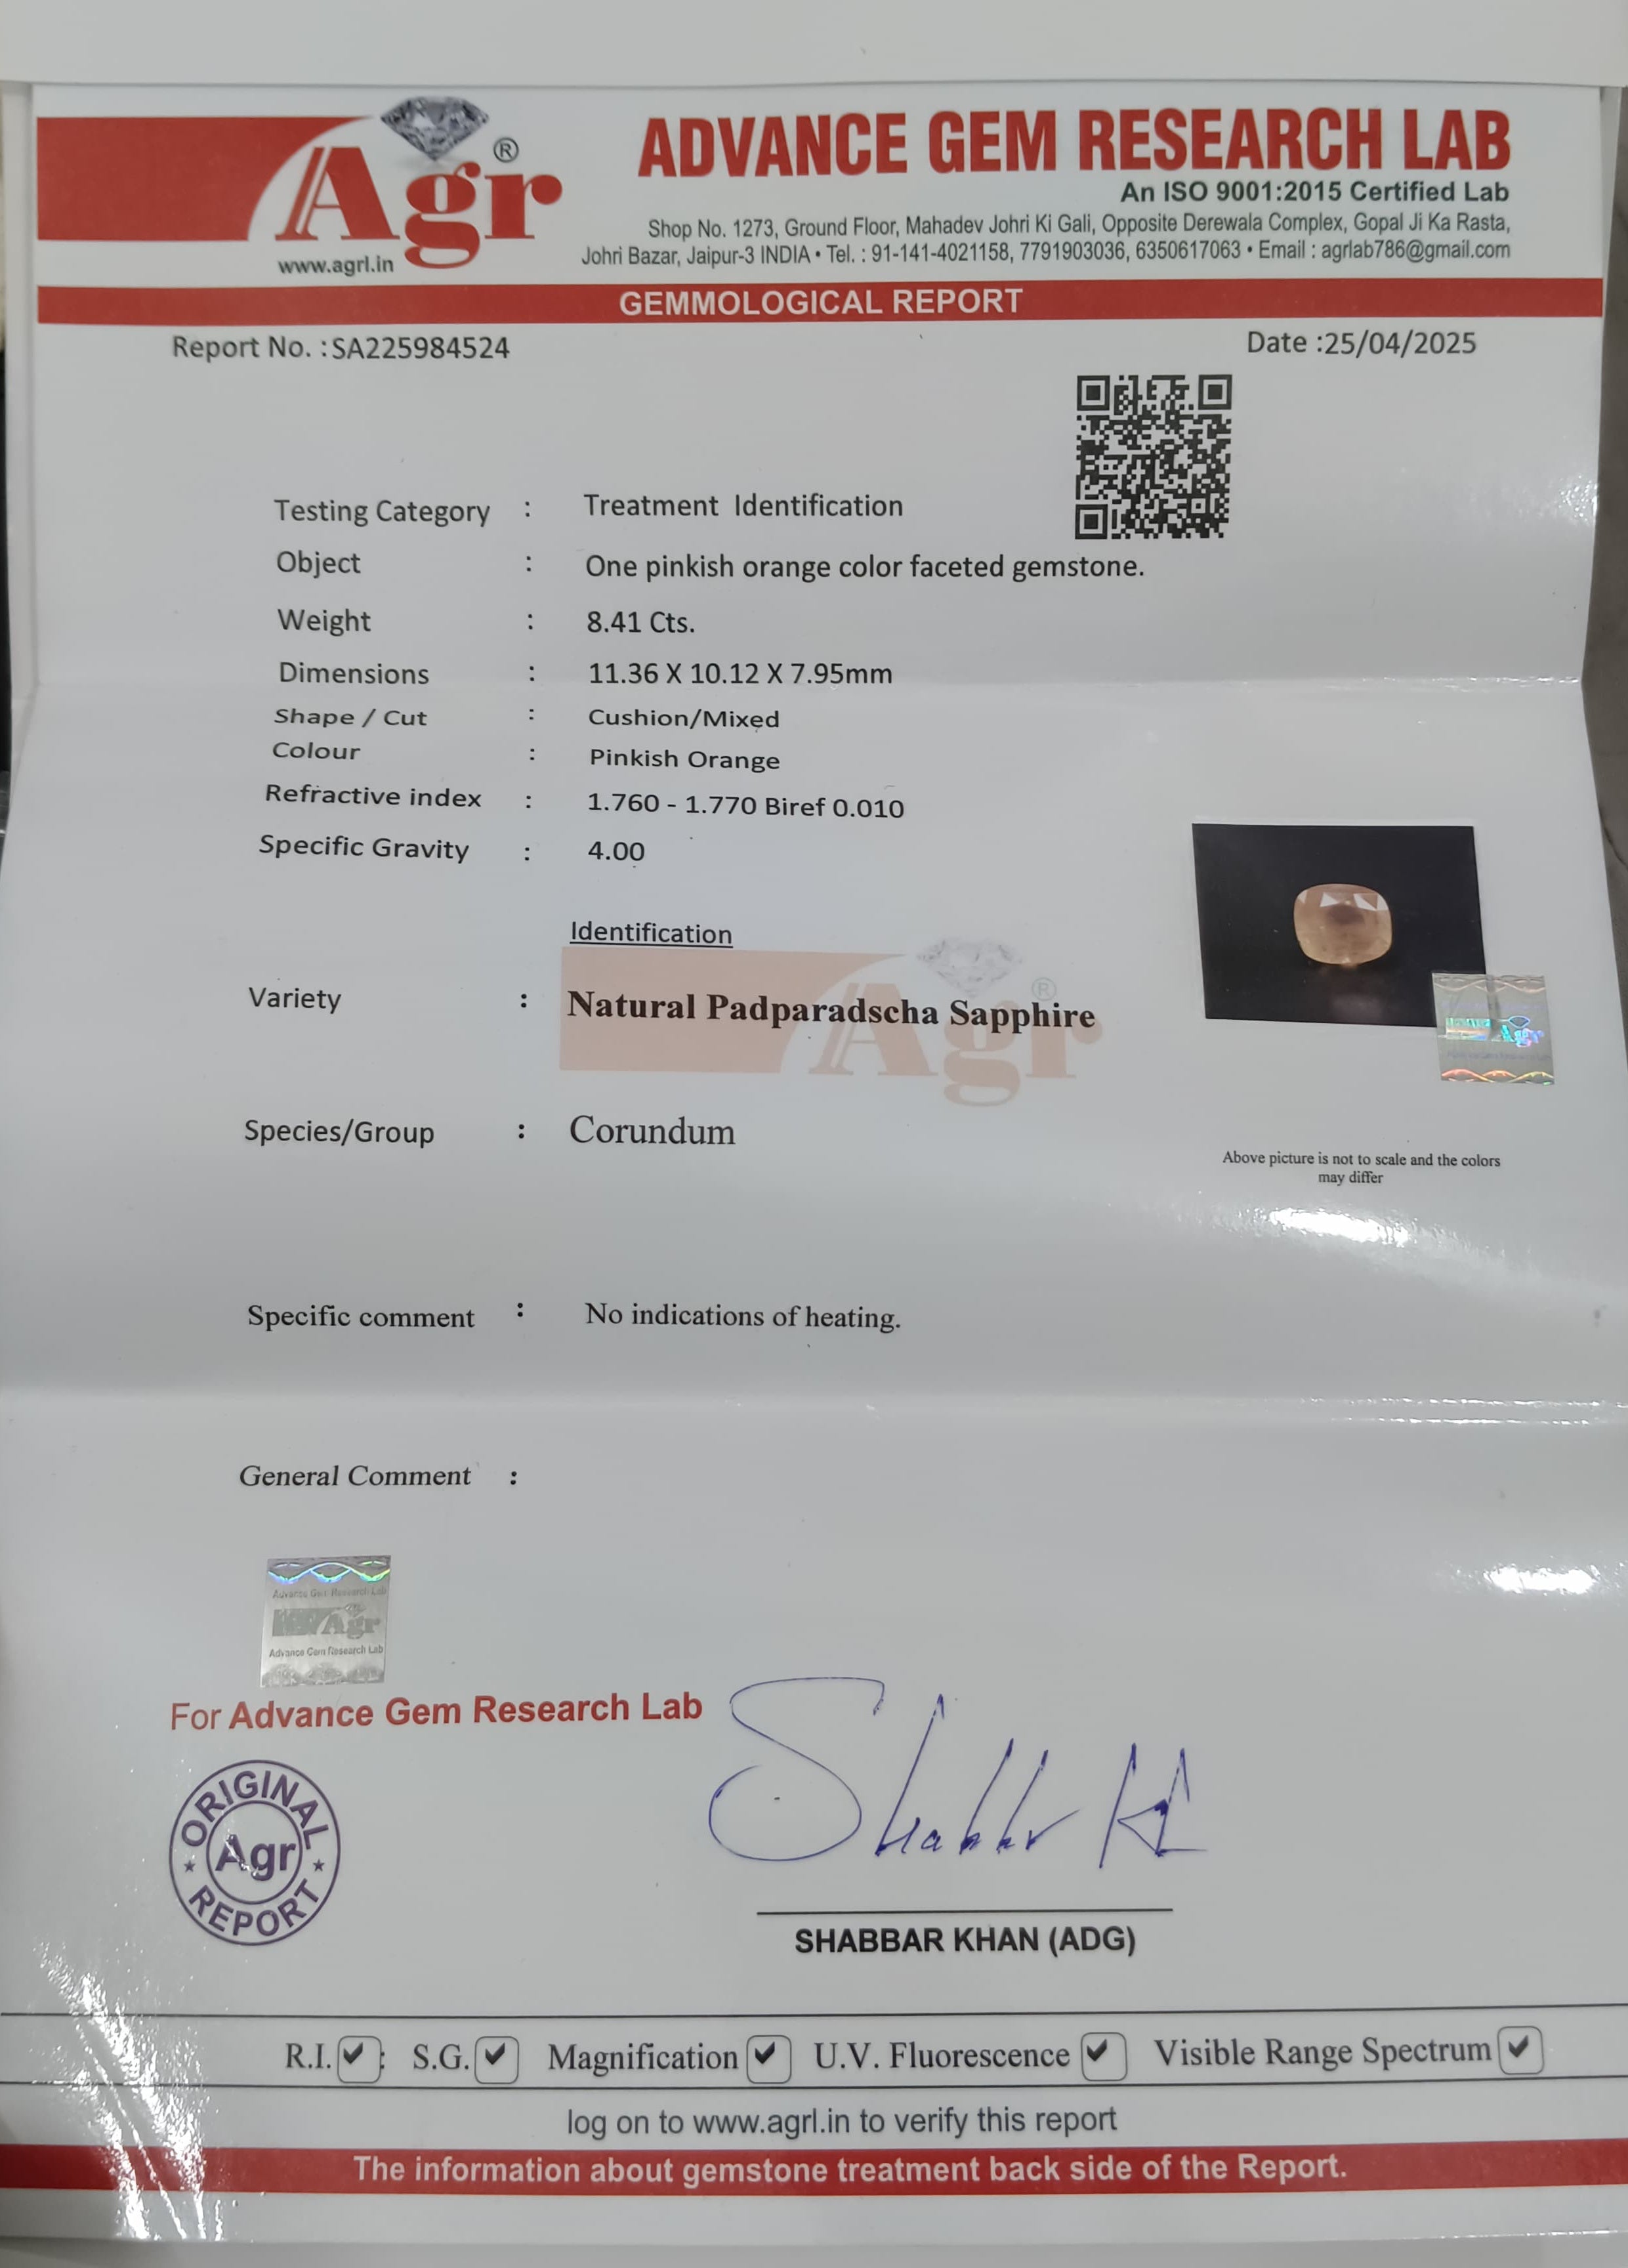 Agr®
www.agrl.in
ADVANCE GEM RESEARCH LAB
An ISO 9001:2015 Certified Lab
Shop No. 1273, Ground Floor, Mahadev Johri Ki Gali, Opposite Derewala Complex, Gopal Ji Ka Rasta,
Johri Bazar, Jaipur-3 INDIA • Tel. : 91-141-4021158, 7791903036, 6350617063 • Email : agrlab786@gmail.com
GEMMOLOGICAL REPORT
Report No. :SA225984524 Date :25/04/2025
Testing Category : Treatment Identification
Object : One pinkish orange color faceted gemstone.
Weight : 8.41 Cts.
Dimensions : 11.36 X 10.12 X 7.95mm
Shape / Cut : Cushion/Mixed
Colour : Pinkish Orange
Refractive index : 1.760 - 1.770 Biref 0.010
Specific Gravity : 4.00
Identification
Agr®
Variety : Natural Padparadscha Sapphire
Agr
Species/Group : Corundum
Above picture is not to scale and the colors
may differ
Specific comment : No indications of heating.
General Comment :
Advance Gem Research Lab
Agr
Advance Gem Research Lab
For Advance Gem Research Lab
ORIGINAL
Agr
REPORT
Shabbar Kh
SHABBAR KHAN (ADG)
R.I. : S.G. Magnification U.V. Fluorescence Visible Range Spectrum
log on to www.agrl.in to verify this report
The information about gemstone treatment back side of the Report.